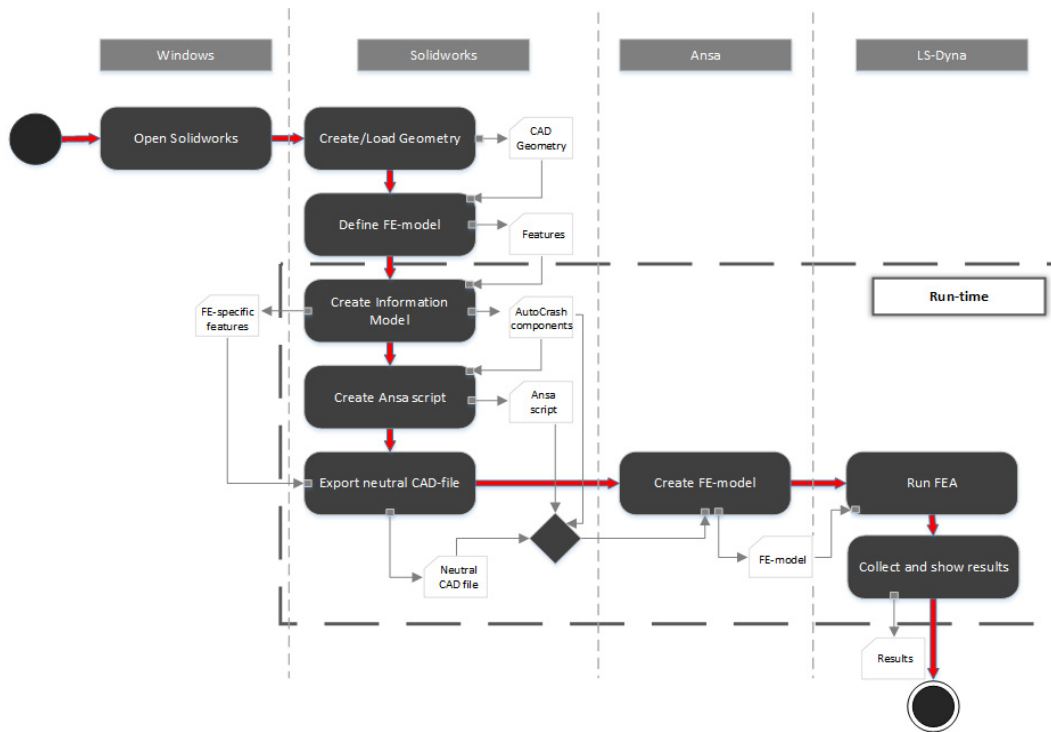 Windows
Solidworks
Ansa
LS-Dyna
Open Solidworks
Create/Load Geometry
CAD
Geometry
Define FE-model
Features
Run-time
FE-specific
features
Create Information
Model
AutoCrash
components
Create Ansa script
Ansa
script
Export neutral CAD-file
Create FE-model
Run FEA
Neutral
CAD file
FE-model
Collect and show results
Results